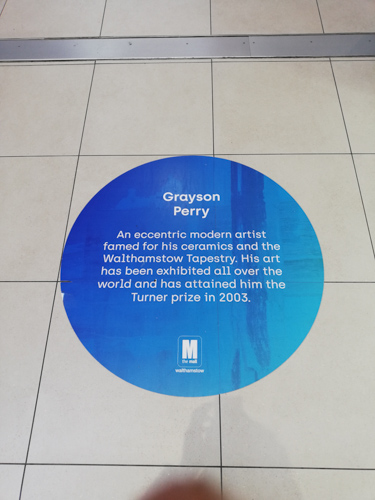 Grayson
Perry
An eccentric modern artist
famed for his ceramics and the
Walthamstow Tapestry. His art
has been exhibited all over the
world and has attained him the
Turner prize in 2003.
M
the mall
walthamstow